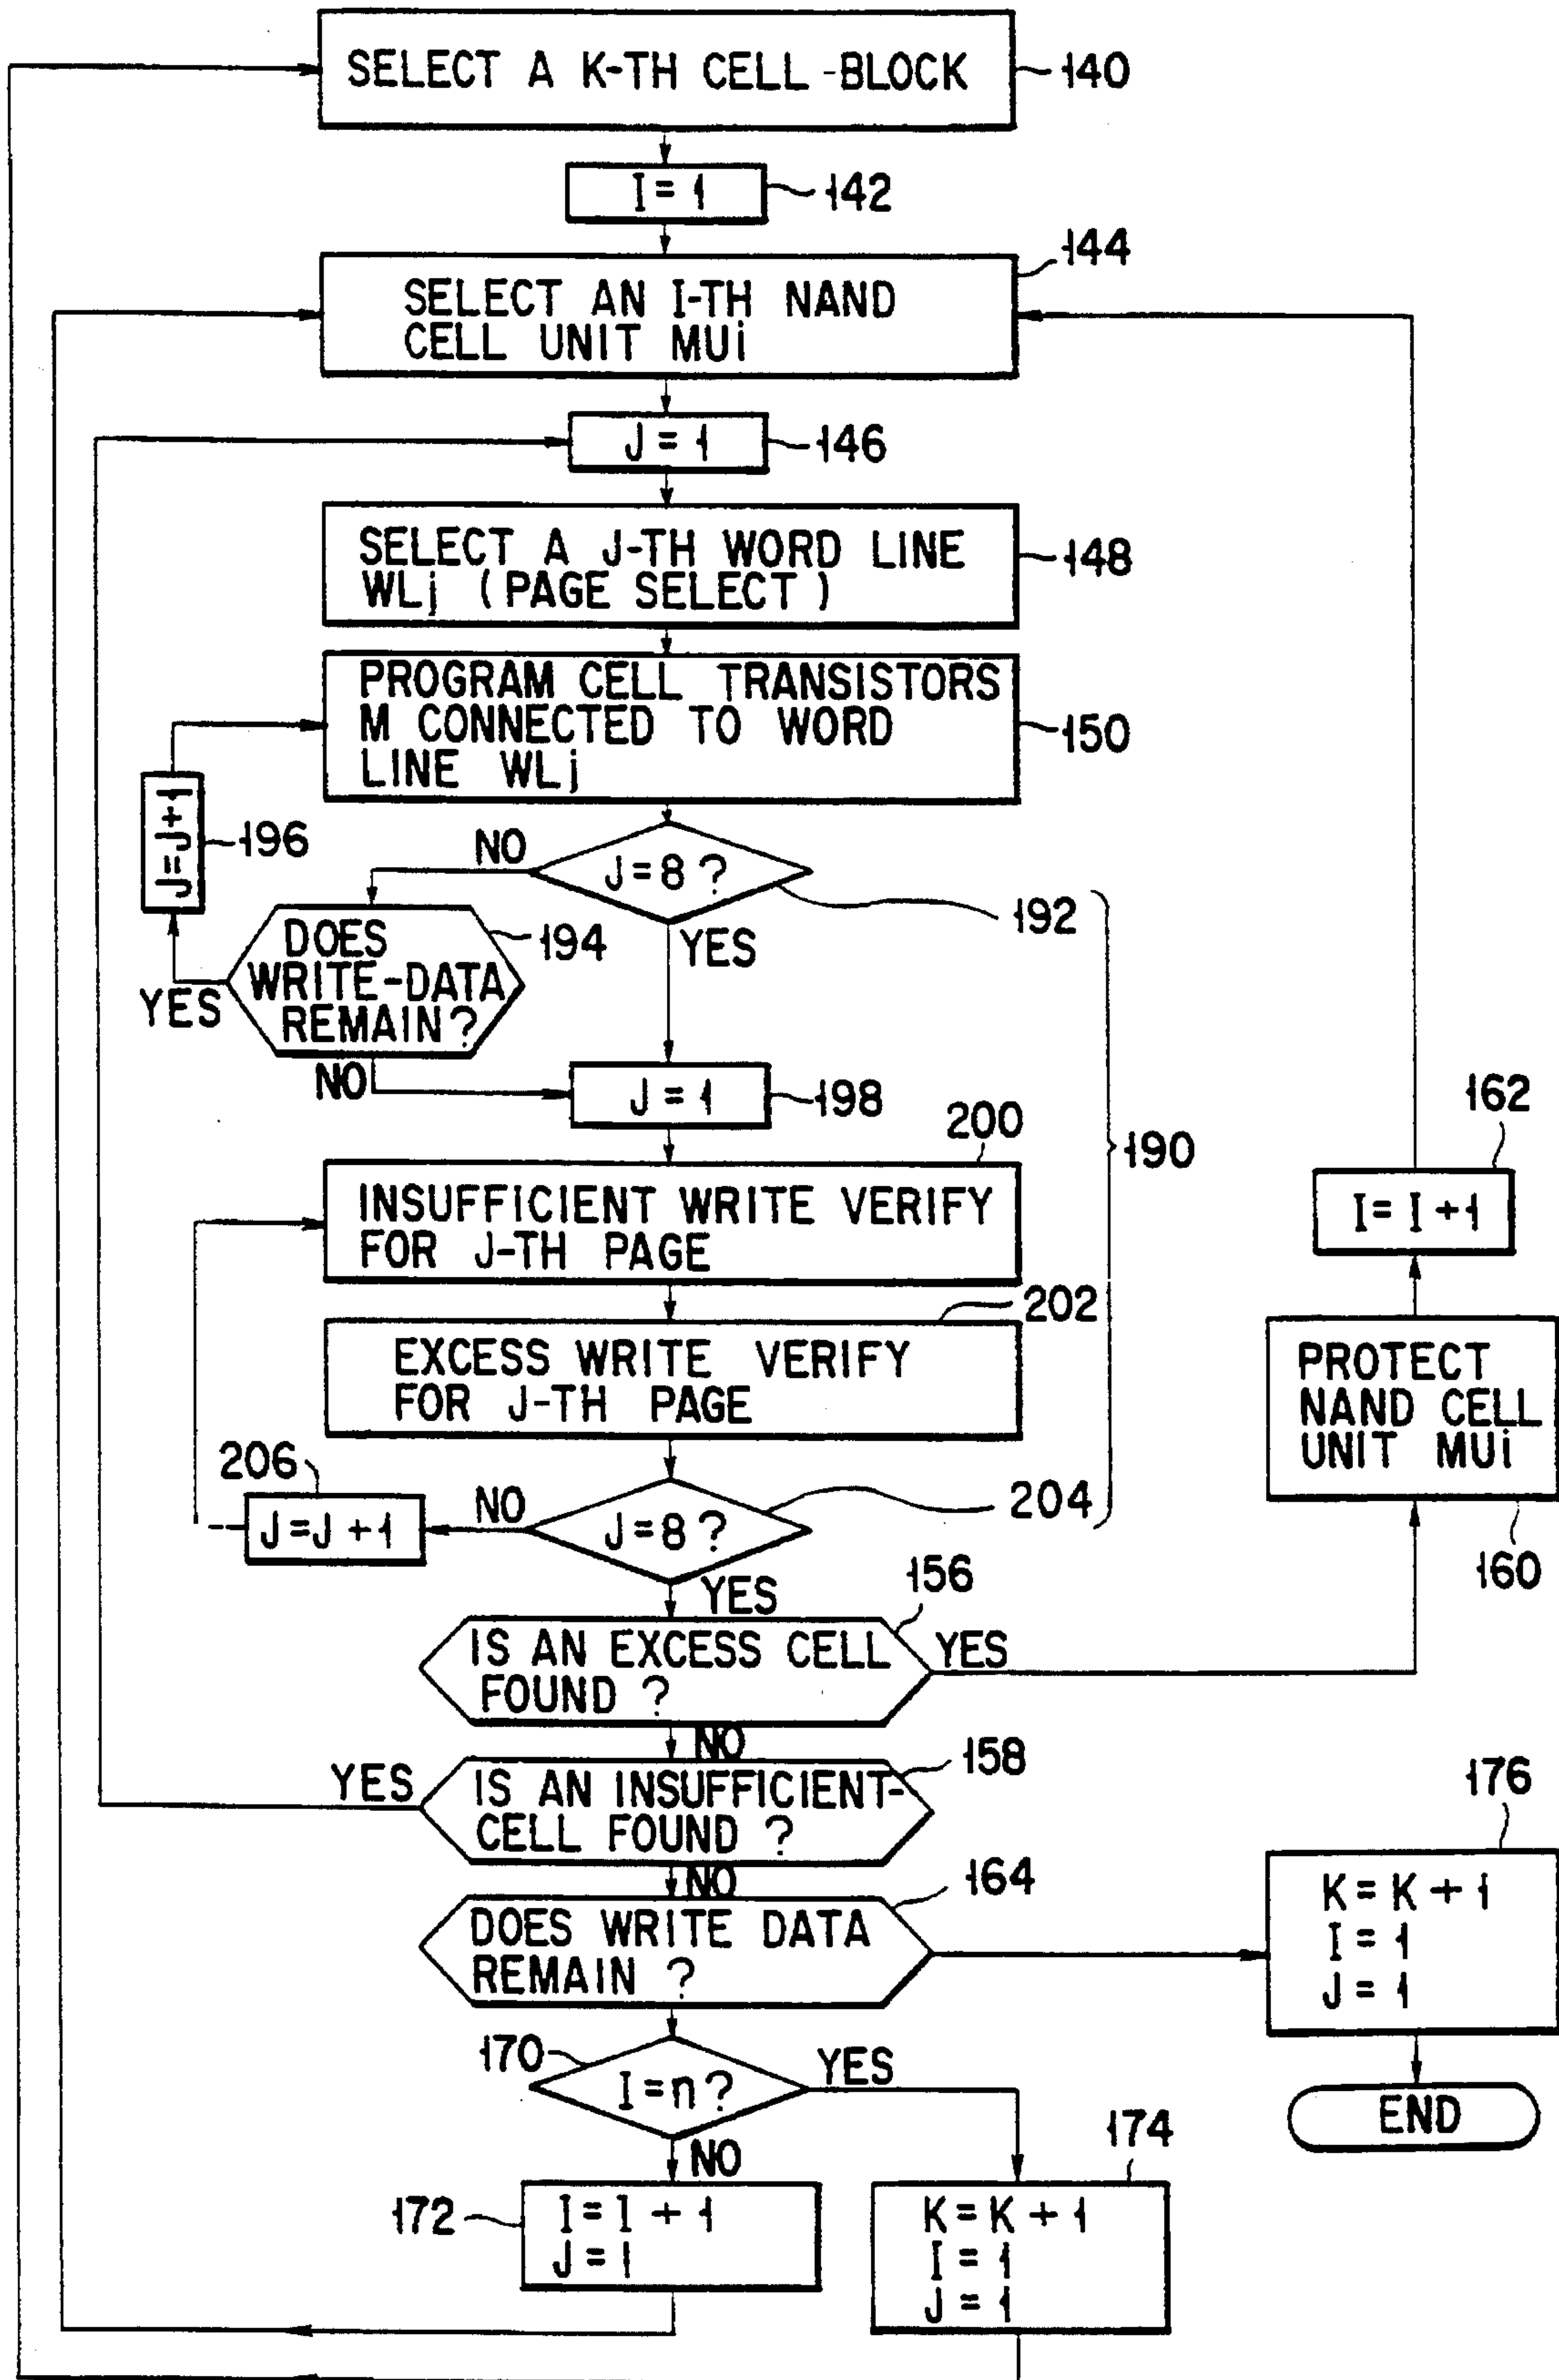 SELECT A K-TH CELL-BLOCK
140
I = 1
142
144
SELECT AN I-TH NAND
CELL UNIT MUi
J = 1
146
SELECT A J-TH WORD LINE
WLj (PAGE SELECT)
148
PROGRAM CELL TRANSISTORS
M CONNECTED TO WORD
LINE WLj
150
J=J+1
196
NO
J=8?
192
DOES
WRITE-DATA
REMAIN?
194
YES
YES
NO
J = 1
198
190
162
I= I +1
200
INSUFFICIENT WRITE VERIFY
FOR J-TH PAGE
202
EXCESS WRITE VERIFY
FOR J-TH PAGE
PROTECT
NAND CELL
UNIT MUi
160
206
J=J +1
NO
J=8?
204
YES
156
IS AN EXCESS CELL
FOUND ?
YES
NO
158
YES
IS AN INSUFFICIENT-
CELL FOUND ?
NO
164
DOES WRITE DATA
REMAIN ?
176
K = K + 1
I = 1
J = 1
170
I=n?
YES
END
NO
172
I = I + 1
J = 1
174
K = K + 1
I = 1
J = 1